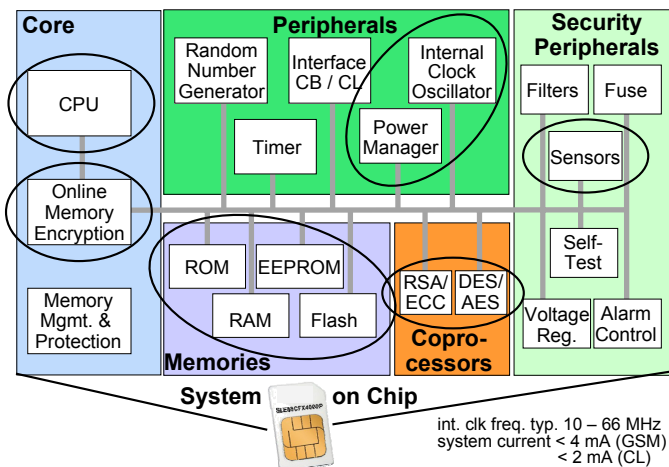 Core
CPU
Online
Memory
Encryption
Memory
Mgmt. &
Protection
Peripherals
Random
Number
Generator
Interface
CB / CL
Internal
Clock
Oscillator
Timer
Power
Manager
Security
Peripherals
Filters
Fuse
Sensors
Self-
Test
Voltage
Reg.
Alarm
Control
ROM
EEPROM
RAM
Flash
Memories
RSA/
ECC
DES/
AES
Copro-
cessors
System on Chip
int. clk freq. typ. 10 – 66 MHz
system current < 4 mA (GSM)
< 2 mA (CL)